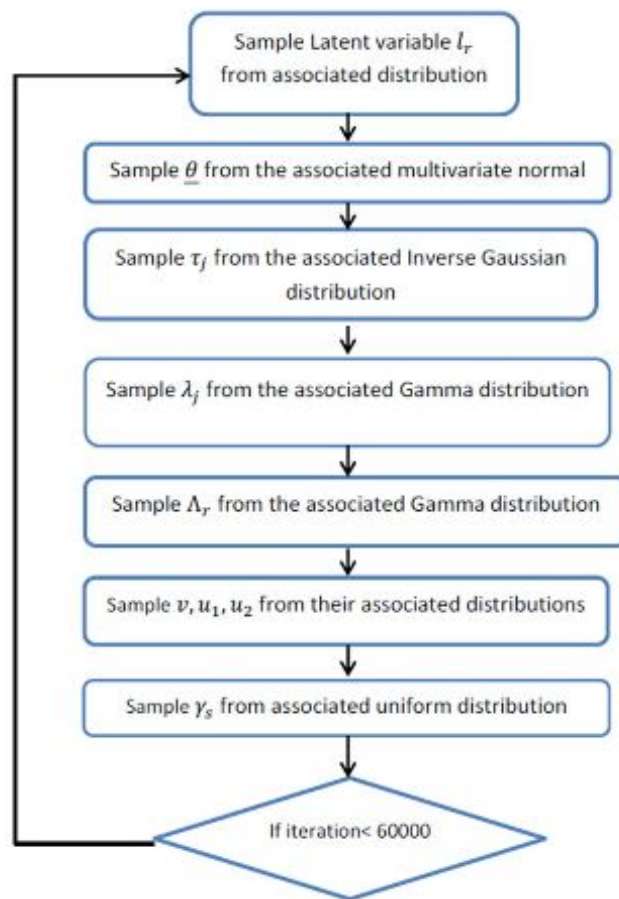 Sample Latent variable l_r
from associated distribution
Sample θ from the associated multivariate normal
Sample τ_j from the associated Inverse Gaussian
distribution
Sample λ_j from the associated Gamma distribution
Sample Λ_r from the associated Gamma distribution
Sample v, u_1, u_2 from their associated distributions
Sample γ_s from associated uniform distribution
If iteration< 60000